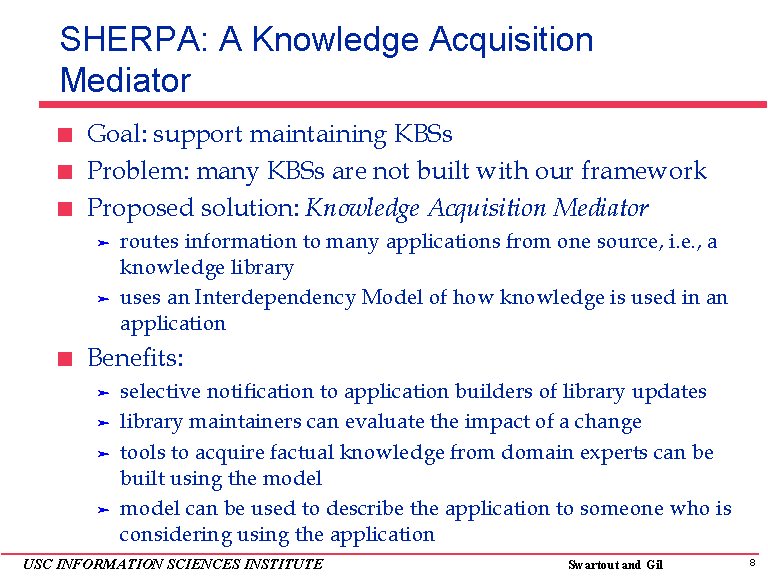 SHERPA: A Knowledge Acquisition
Mediator
Goal: support maintaining KBSs
Problem: many KBSs are not built with our framework
Proposed solution: Knowledge Acquisition Mediator
routes information to many applications from one source, i.e., a
knowledge library
uses an Interdependency Model of how knowledge is used in an
application
Benefits:
selective notification to application builders of library updates
library maintainers can evaluate the impact of a change
tools to acquire factual knowledge from domain experts can be
built using the model
model can be used to describe the application to someone who is
considering using the application
USC INFORMATION SCIENCES INSTITUTE Swartout and Gil 8